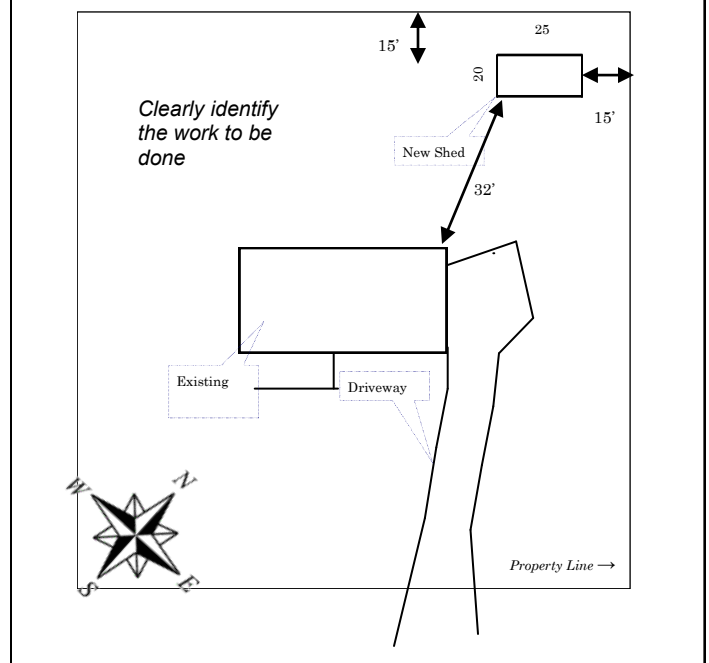 25
15’
20
15’
Clearly identify
the work to be
done
New Shed
32’
Existing
Driveway
W
N
S
E
Property Line →